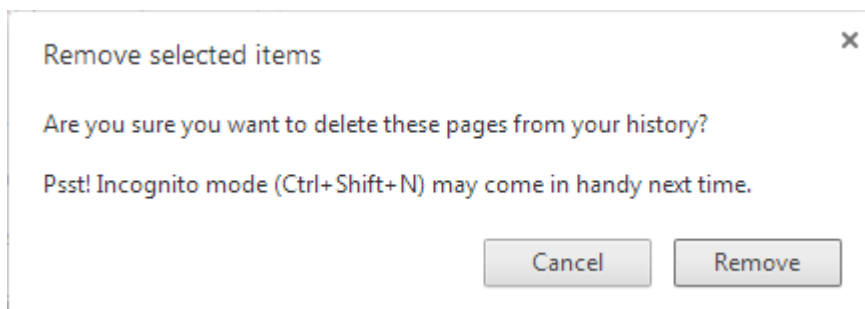 Remove selected items
Are you sure you want to delete these pages from your history?
Psst! Incognito mode (Ctrl+Shift+N) may come in handy next time.
Cancel Remove